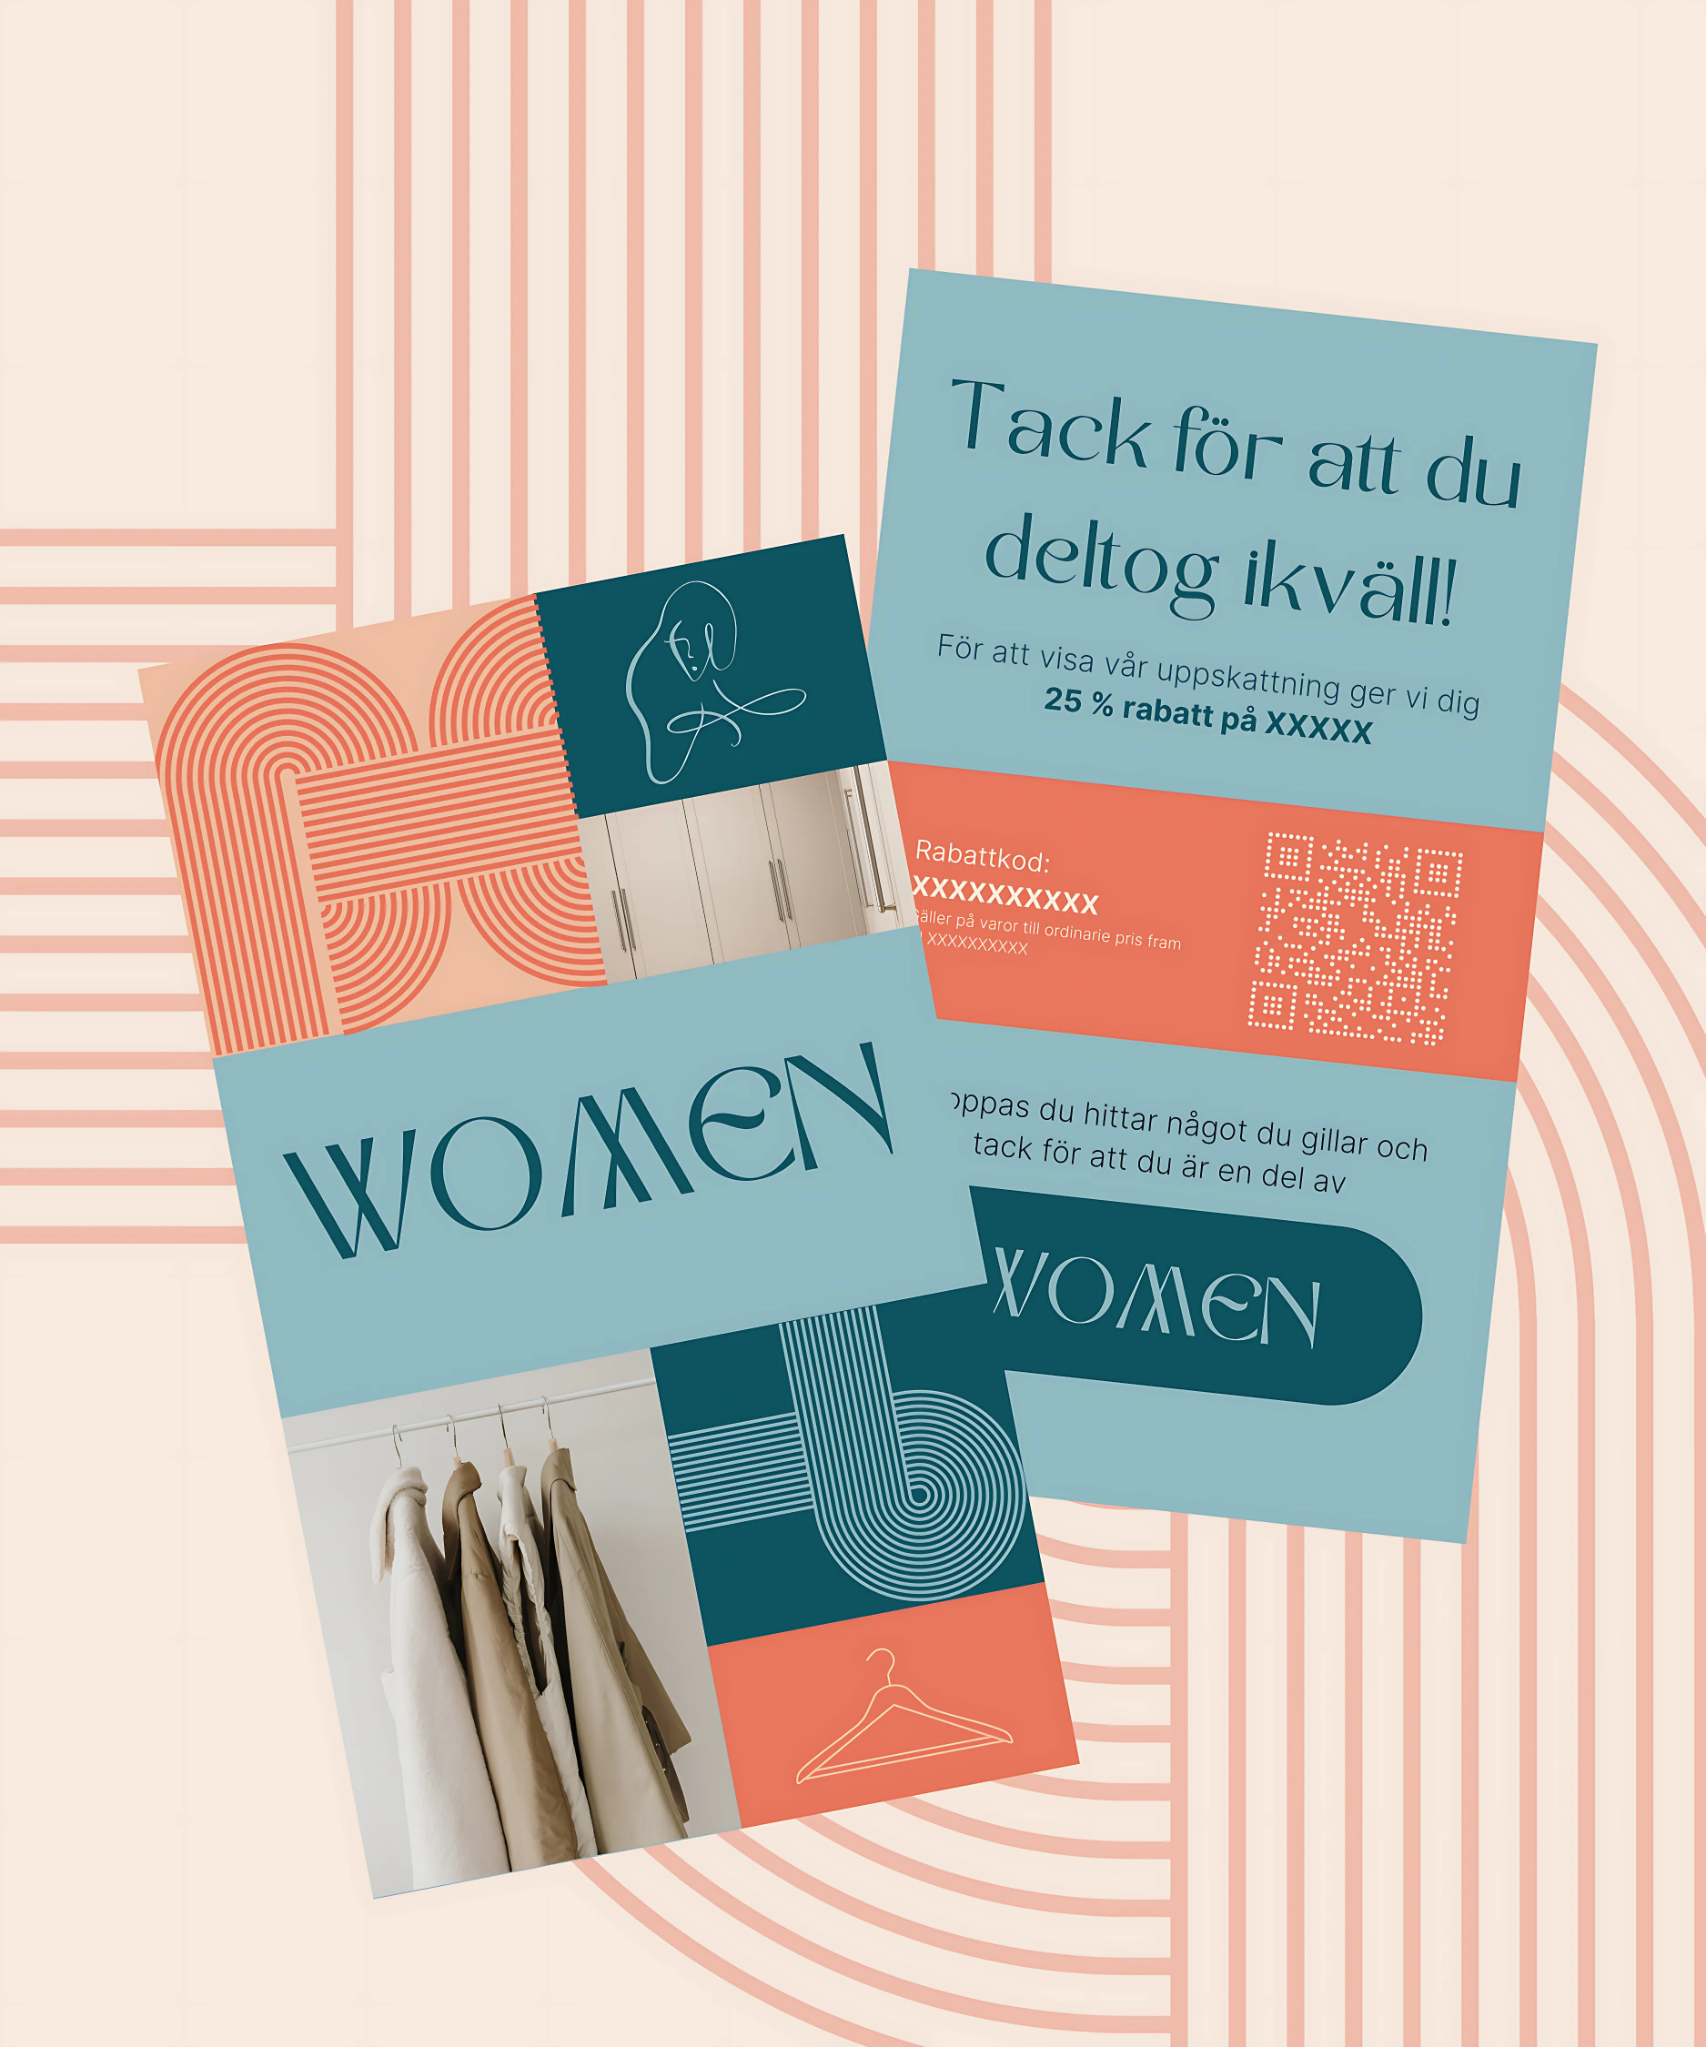 WOMEN
Tack för att du
deltog ikväll!
För att visa vår uppskattning ger vi dig
25 % rabatt på XXXXX
Rabattkod:
XXXXXXXXXX
på varor till ordinarie pris fram
XXXXXXXXXX
du hittar något du gillar och
tack för att du är en del av
WOMEN